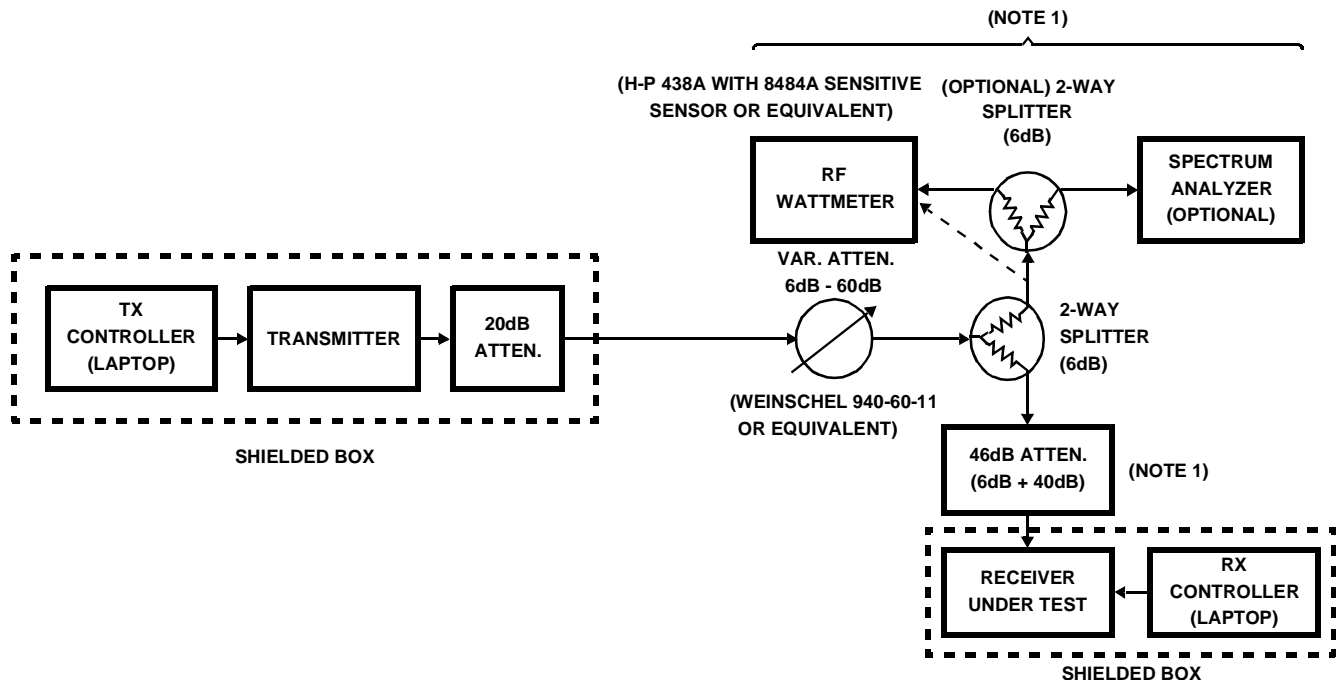 (NOTE 1)
(H-P 438A WITH 8484A SENSITIVE
SENSOR OR EQUIVALENT)
(OPTIONAL) 2-WAY
SPLITTER
(6dB)
RF
WATTMETER
SPECTRUM
ANALYZER
(OPTIONAL)
VAR. ATTEN.
6dB - 60dB
TX
CONTROLLER
(LAPTOP)
TRANSMITTER
20dB
ATTEN.
2-WAY
SPLITTER
(6dB)
(WEINSCHEL 940-60-11
OR EQUIVALENT)
SHIELDED BOX
46dB ATTEN.
(6dB + 40dB)
(NOTE 1)
RECEIVER
UNDER TEST
RX
CONTROLLER
(LAPTOP)
SHIELDED BOX